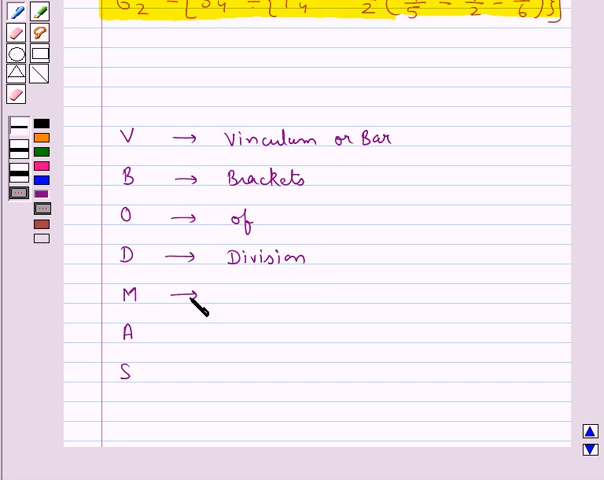 V → Vinculum or Bar
B → Brackets
O → of
D → Division
M →
A
S